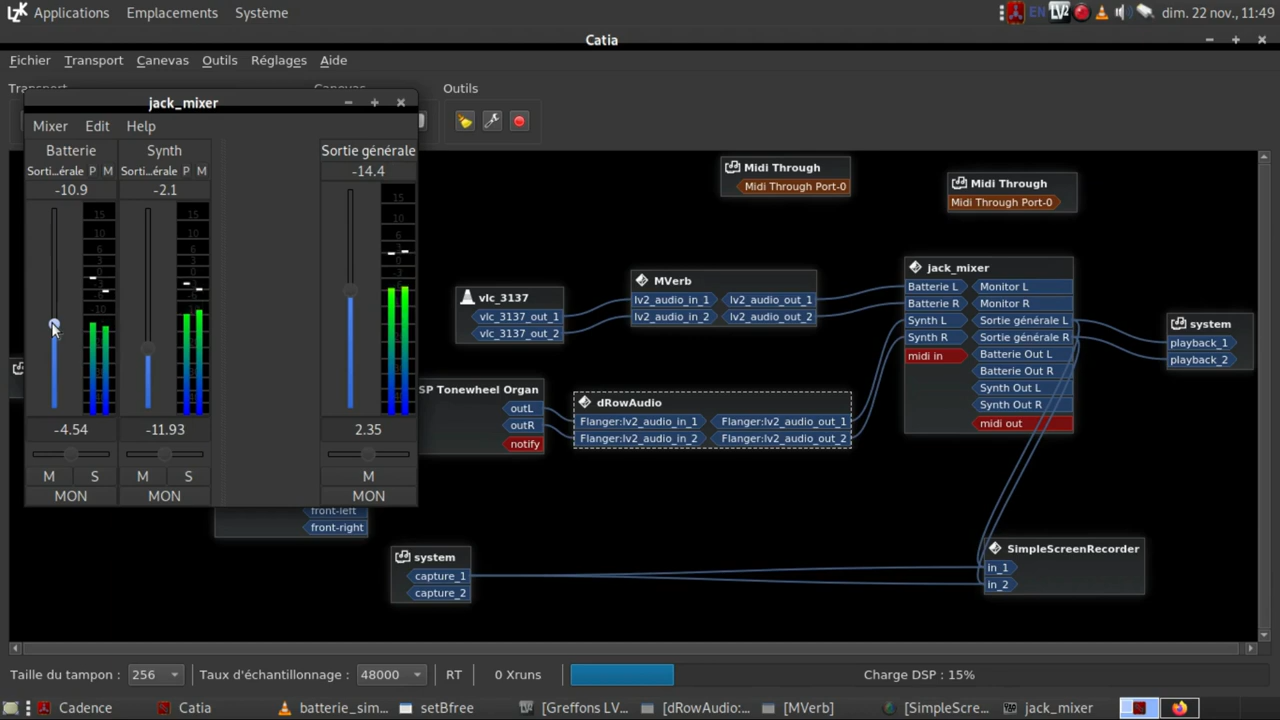 Applications Emplacements Système EN LV2 dim. 22 nov., 11:49
Catia
Fichier Transport Canevas Outils Réglages Aide
Outils
jack_mixer
Mixer Edit Help
Batterie Synth Sortie générale
Sorti...érale P M Sorti...érale P M -14.4
-10.9 -2.1
Midi Through
Midi Through Port-0
Midi Through
Midi Through Port-0
vlc_3137
vlc_3137_out_1
vlc_3137_out_2
MVerb
lv2_audio_in_1 lv2_audio_out_1
lv2_audio_in_2 lv2_audio_out_2
jack_mixer
Batterie L Monitor L
Batterie R Monitor R
Synth L Sortie générale L
Synth R Sortie générale R
midi in Batterie Out L
Batterie Out R
Synth Out L
Synth Out R
midi out
system
playback_1
playback_2
SP Tonewheel Organ
outL
outR
notify
dRowAudio
Flanger:lv2_audio_in_1 Flanger:lv2_audio_out_1
Flanger:lv2_audio_in_2 Flanger:lv2_audio_out_2
-4.54 -11.93 2.35
M S M S M
MON MON MON
front-left
front-right
system
capture_1
capture_2
SimpleScreenRecorder
in_1
in_2
Taille du tampon : 256 Taux d'échantillonnage : 48000 RT 0 Xruns Charge DSP : 15%
Cadence Catia batterie_sim... setBfree [Greffons LV... [dRowAudio:... [MVerb] [SimpleScre... jack_mixer